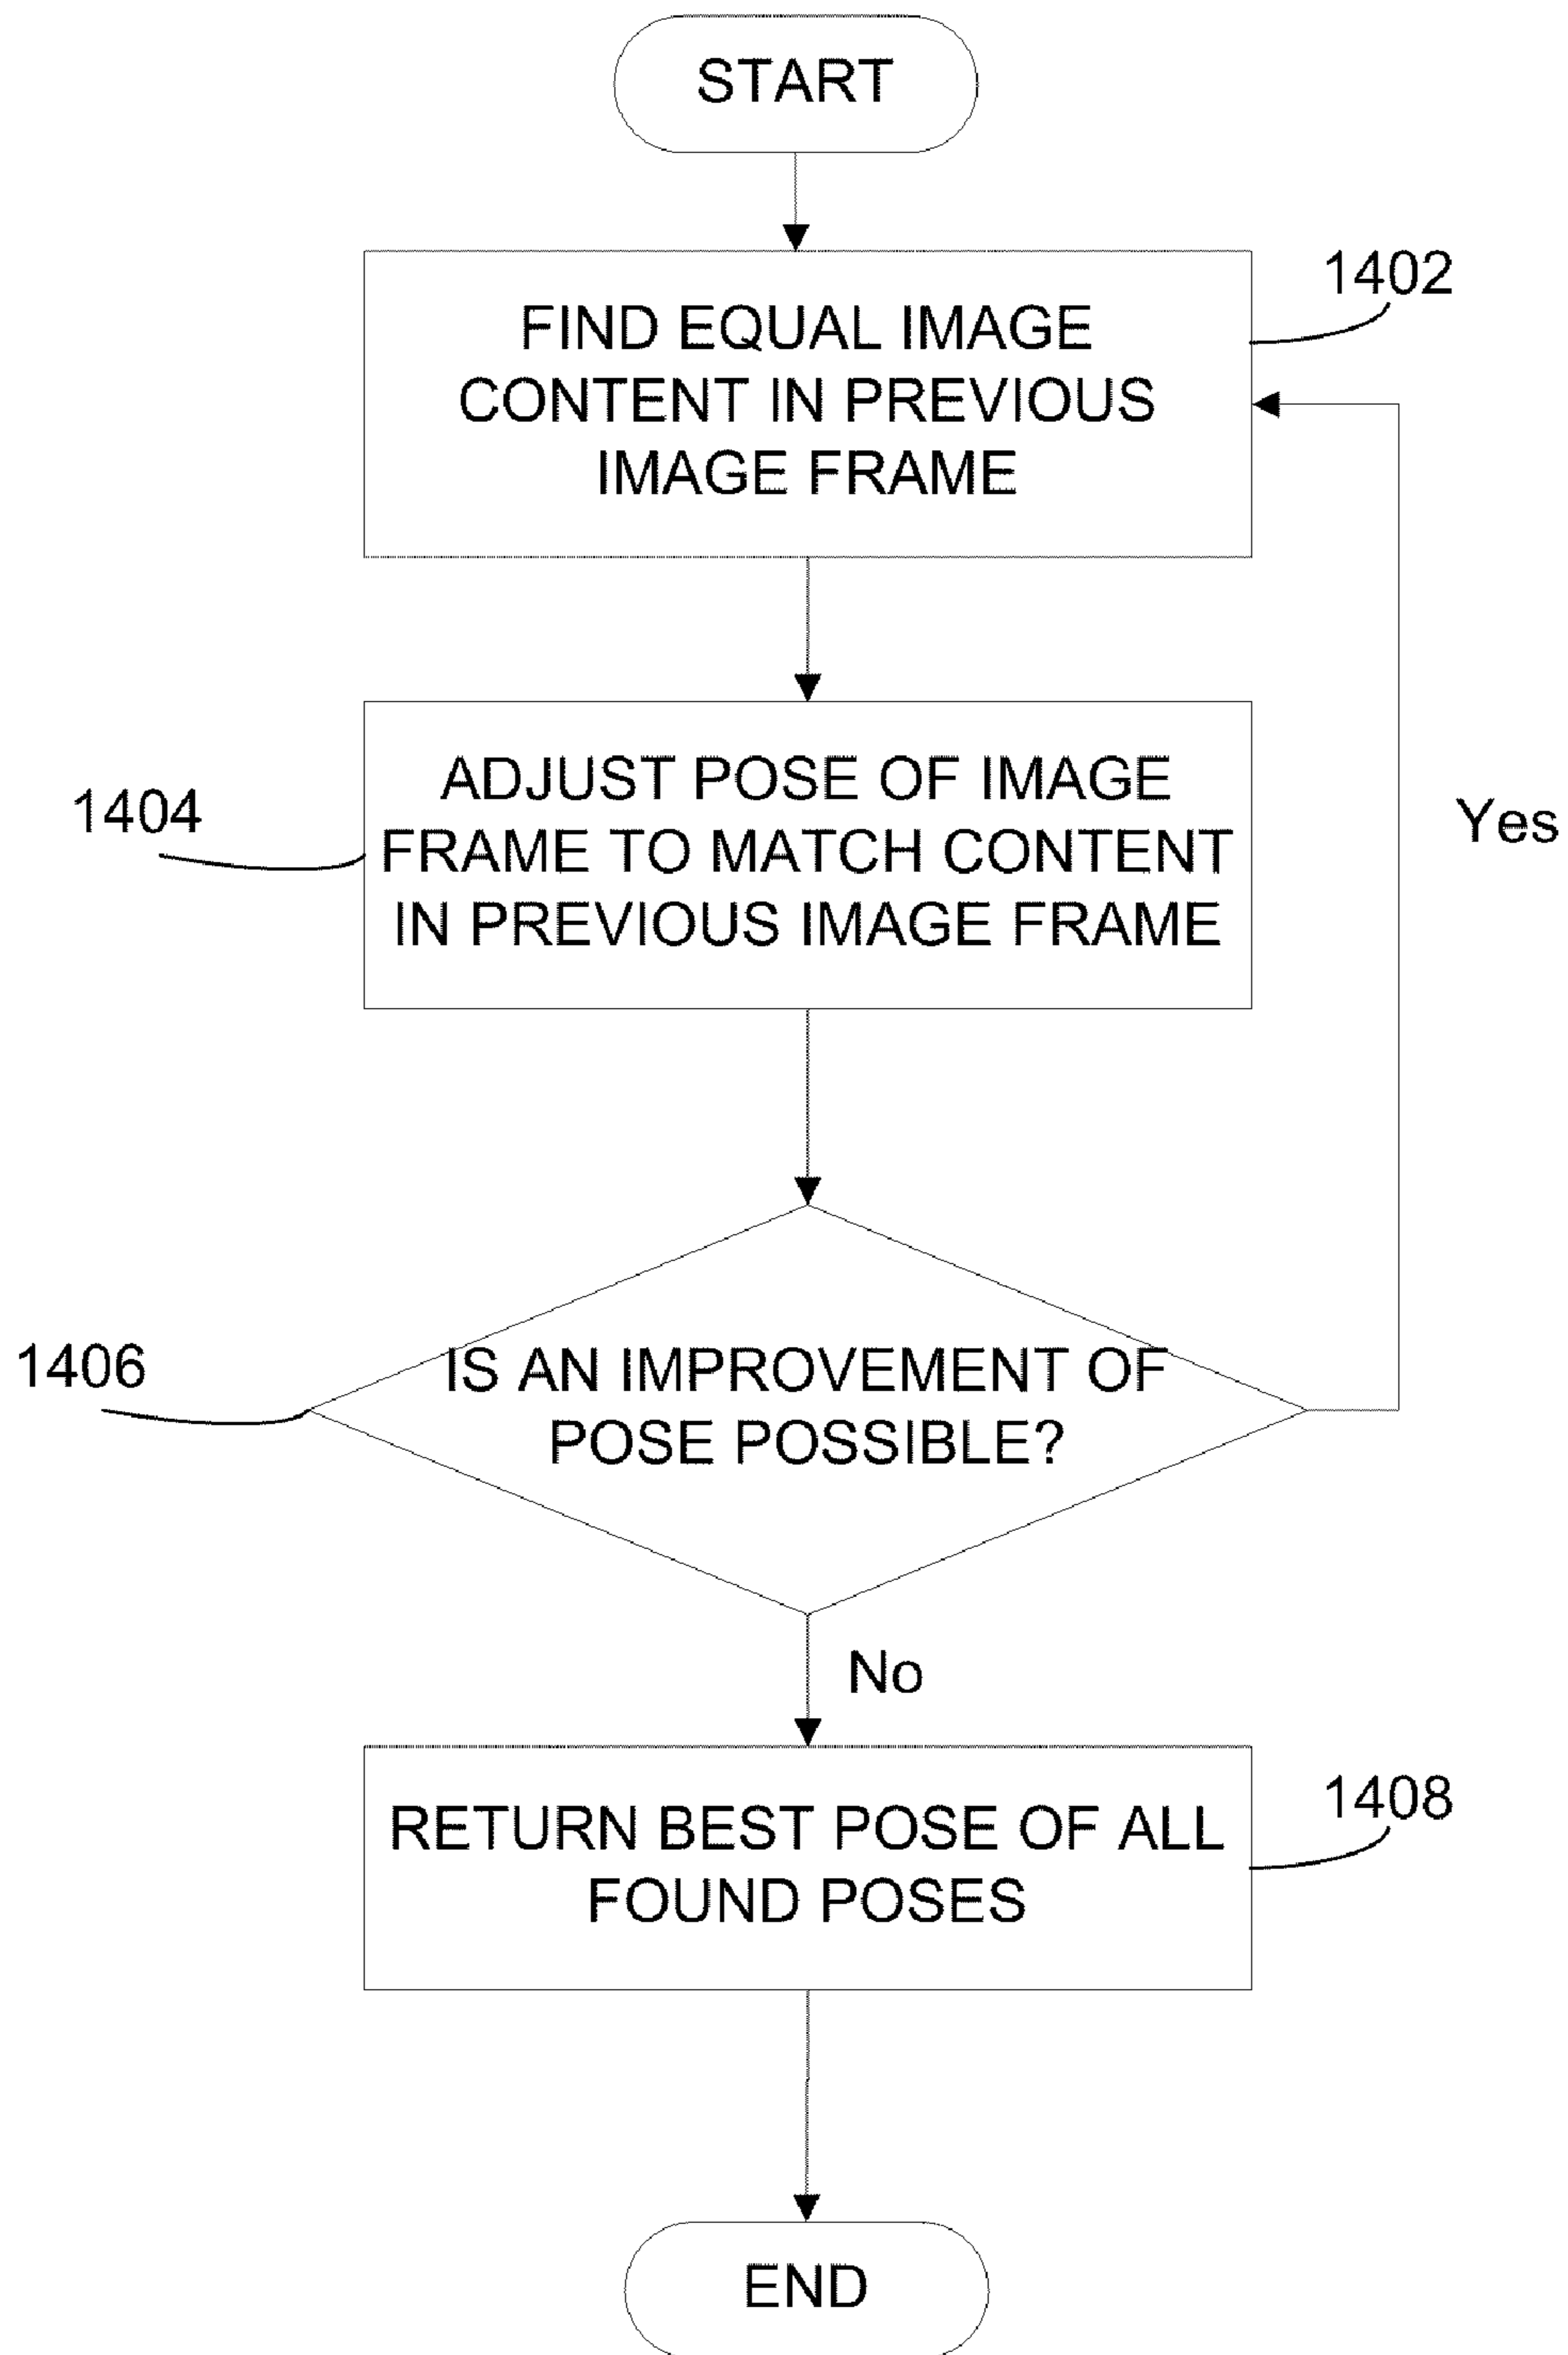 START
1402
FIND EQUAL IMAGE
CONTENT IN PREVIOUS
IMAGE FRAME
1404
ADJUST POSE OF IMAGE
FRAME TO MATCH CONTENT
IN PREVIOUS IMAGE FRAME
Yes
1406
IS AN IMPROVEMENT OF
POSE POSSIBLE?
No
1408
RETURN BEST POSE OF ALL
FOUND POSES
END